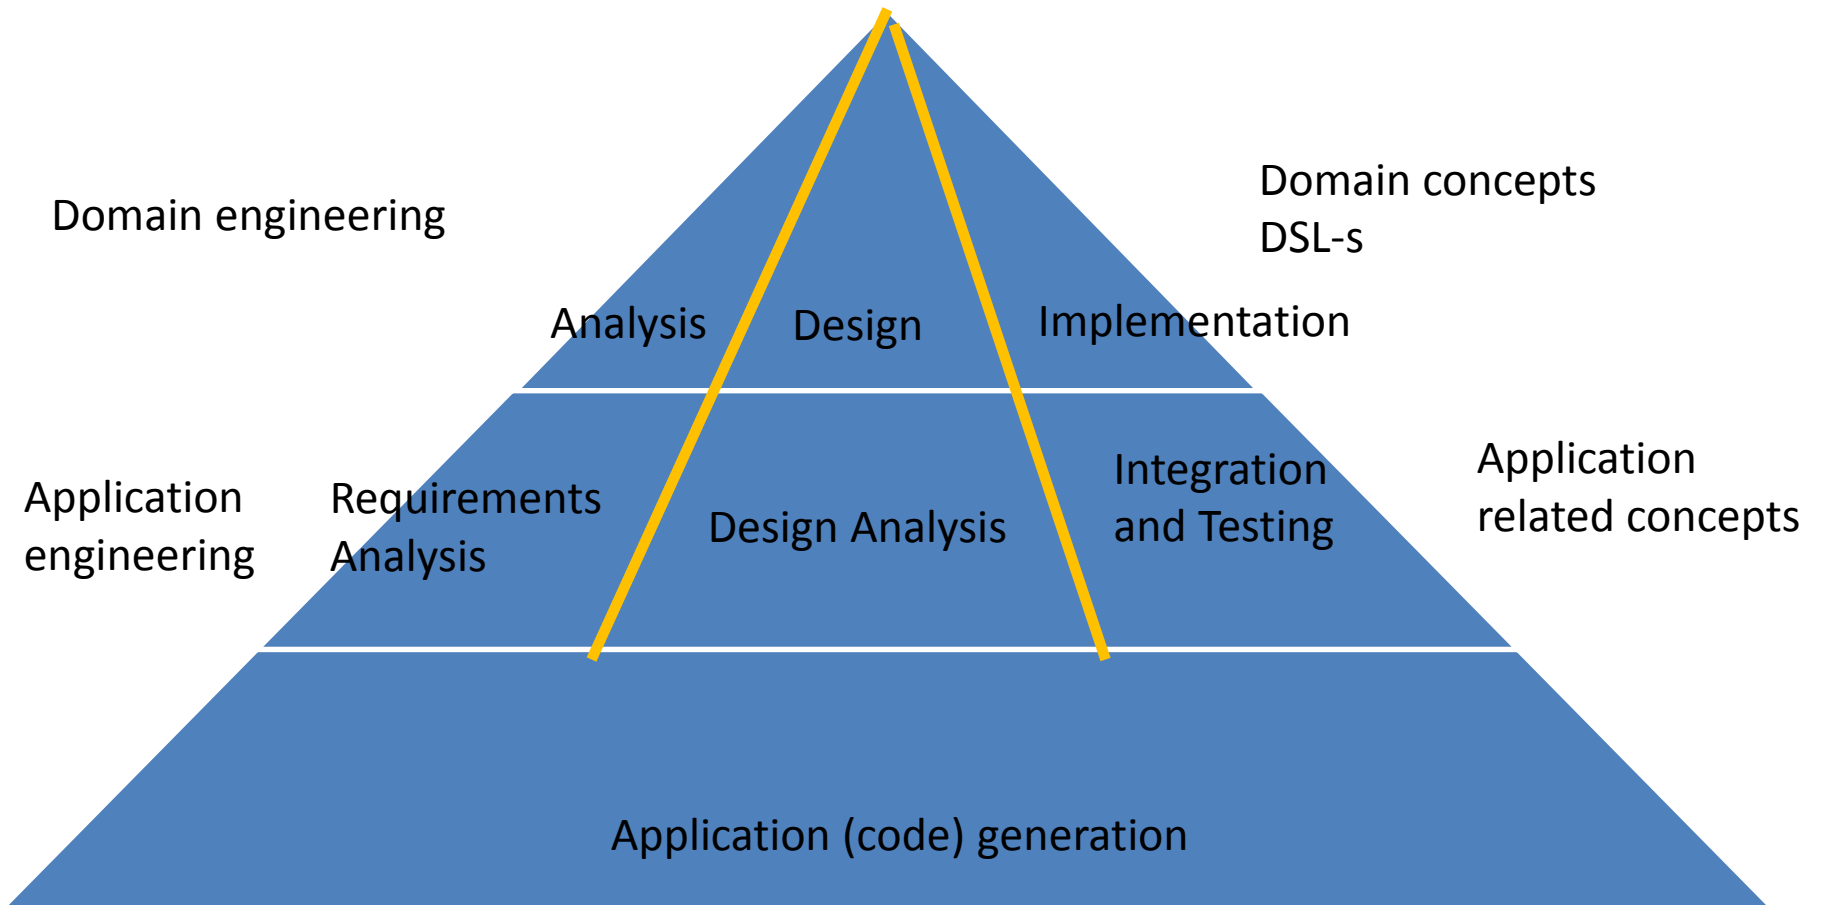 Domain engineering
Domain concepts
DSL-s
Analysis
Design
Implementation
Application
engineering
Requirements
Analysis
Design Analysis
Integration
and Testing
Application
related concepts
Application (code) generation